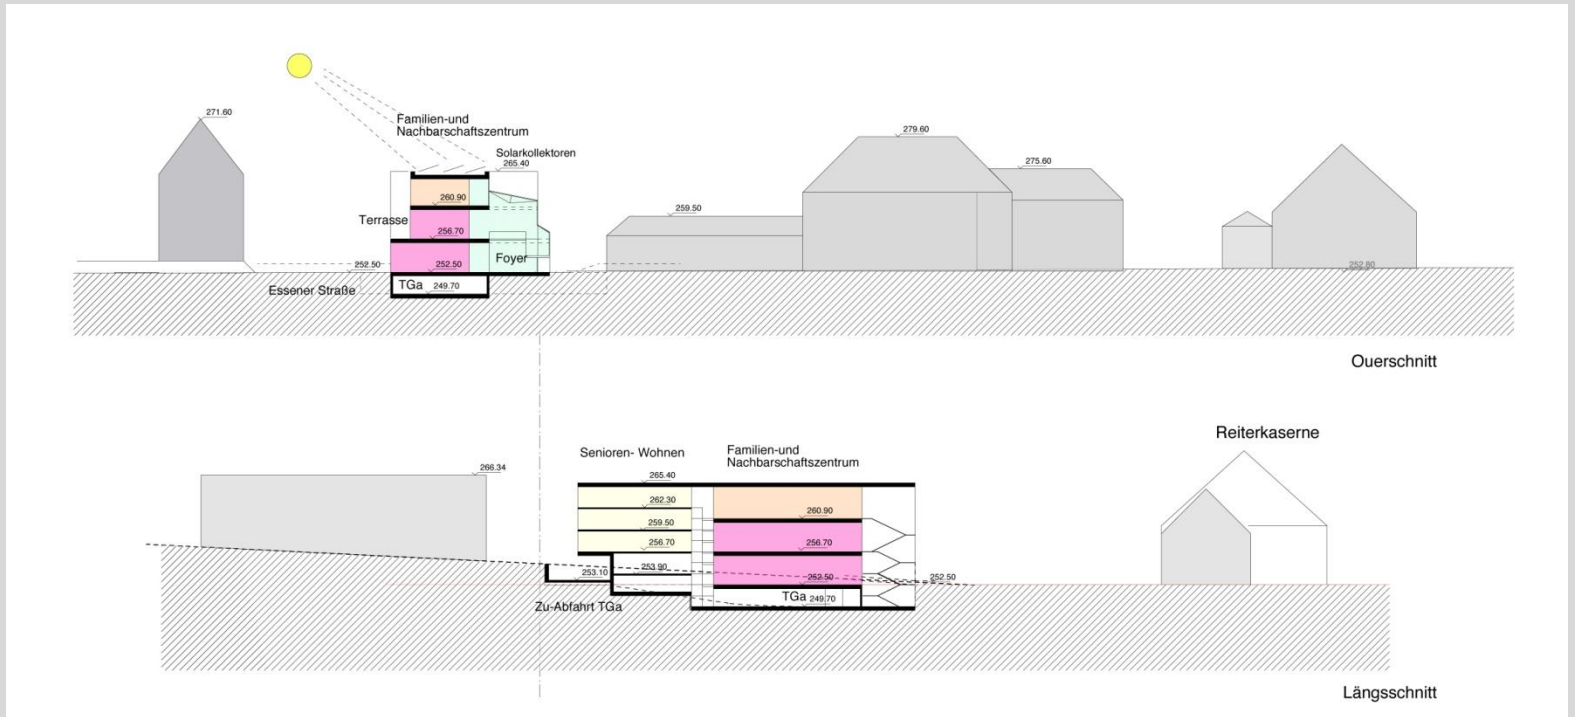 271.60
Familien-und
Nachbarschaftszentrum
Solarkollektoren
265.40
279.60
275.60
260.90
Terrasse
259.50
256.70
252.50
252.50
Foyer
252.80
Essener Straße
TGa
249.70
Ouerschnitt
Reiterkaserne
Senioren- Wohnen
Familien-und
Nachbarschaftszentrum
266.34
265.40
262.30
260.90
259.50
256.70
256.70
253.10
253.90
252.50
252.50
TGa
249.70
Zu-Abfahrt TGa
Längsschnitt